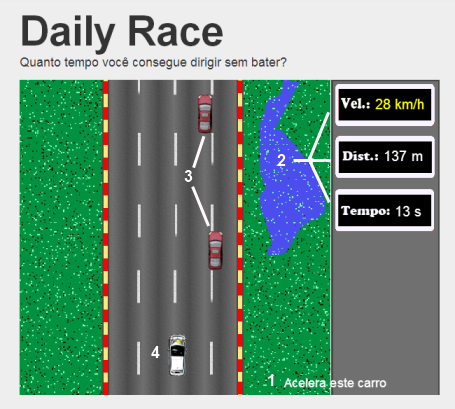 Daily Race
Quanto tempo você consegue dirigir sem bater?
Vel.: 28 km/h
2
Dist.: 137 m
3
Tempo: 13 s
4
1 Acelera este carro